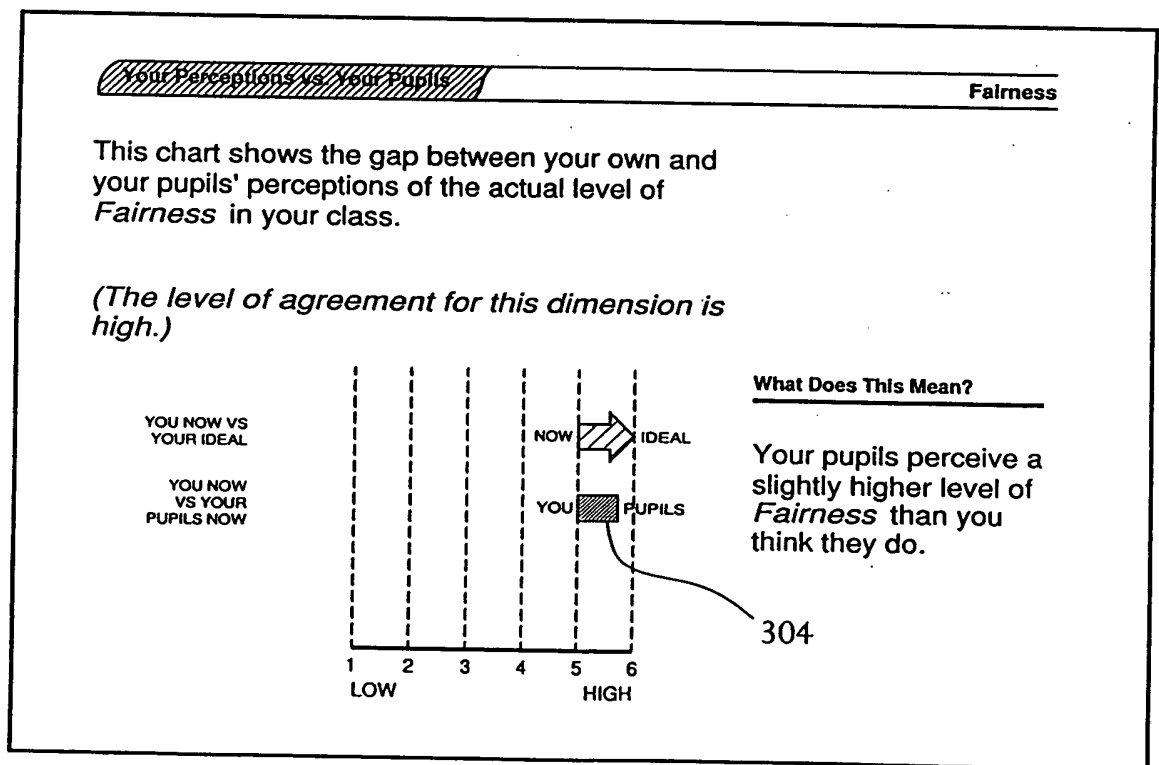 Your Perceptions vs. Your Pupils
Fairness
This chart shows the gap between your own and
your pupils' perceptions of the actual level of
Fairness in your class.
(The level of agreement for this dimension is
high.)
What Does This Mean?
YOU NOW VS
YOUR IDEAL
NOW
IDEAL
YOU NOW
VS YOUR
PUPILS NOW
YOU
PUPILS
Your pupils perceive a
slightly higher level of
Fairness than you
think they do.
304
1 2 3 4 5 6
LOW HIGH